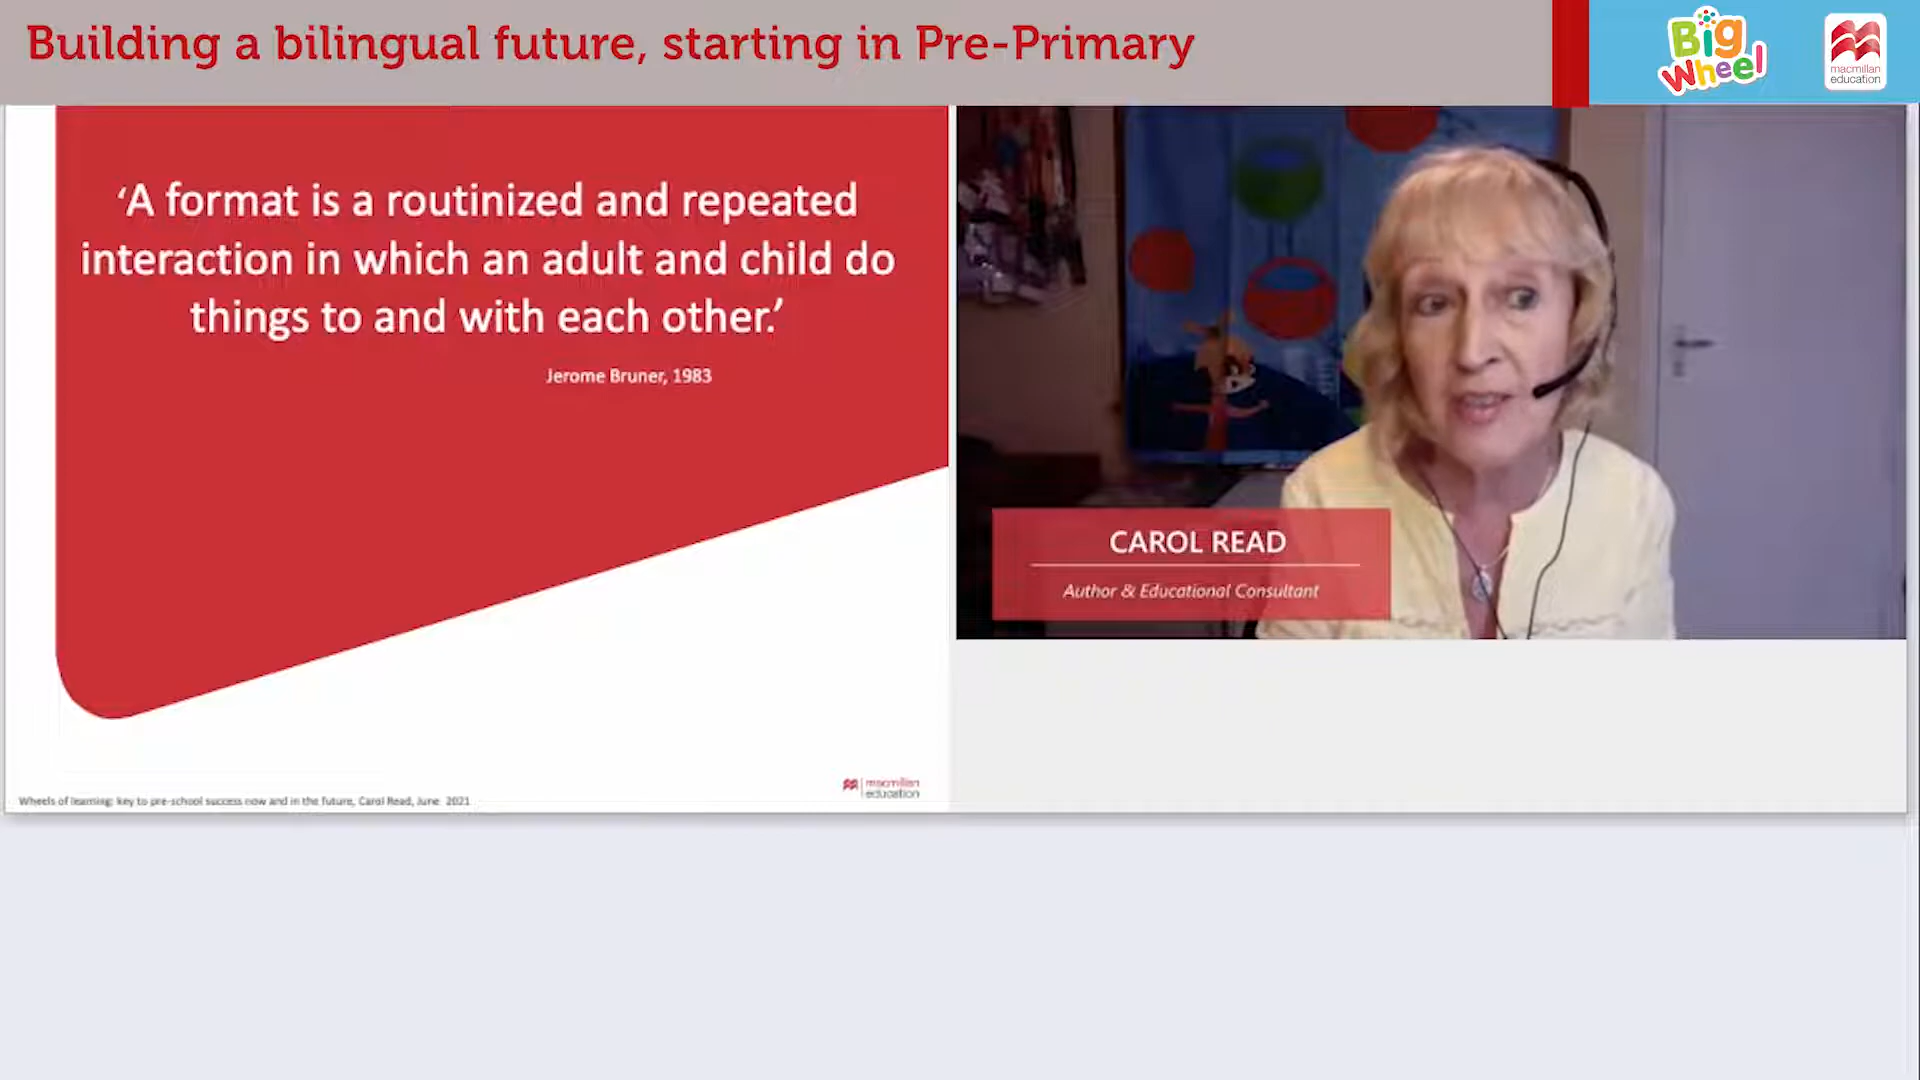 Building a bilingual future, starting in Pre-Primary
Big
Wheel
macmillan
education
‘A format is a routinized and repeated
interaction in which an adult and child do
things to and with each other.’
Jerome Bruner, 1983
CAROL READ
Author & Educational Consultant
macmillan
education
Wheels of learning: key to pre-school success now and in the future, Carol Read, June 2021